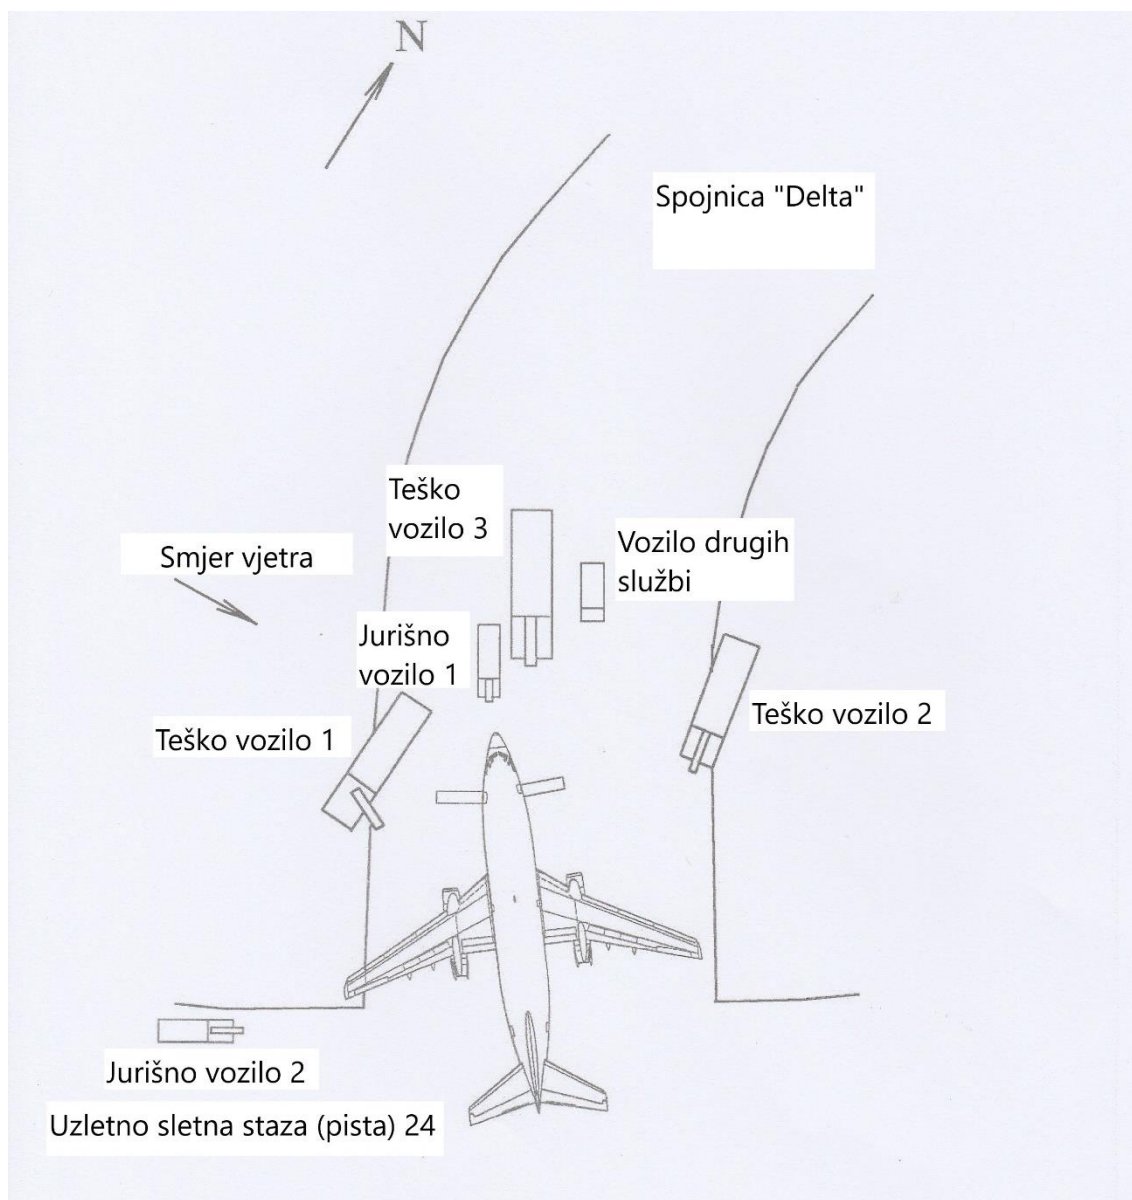 N
Spojnica "Delta"
Teško
vozilo 3
Vozilo drugih
službi
Smjer vjetra
Jurišno
vozilo 1
Teško vozilo 1
Teško vozilo 2
Jurišno vozilo 2
Uzletno sletna staza (pista) 24